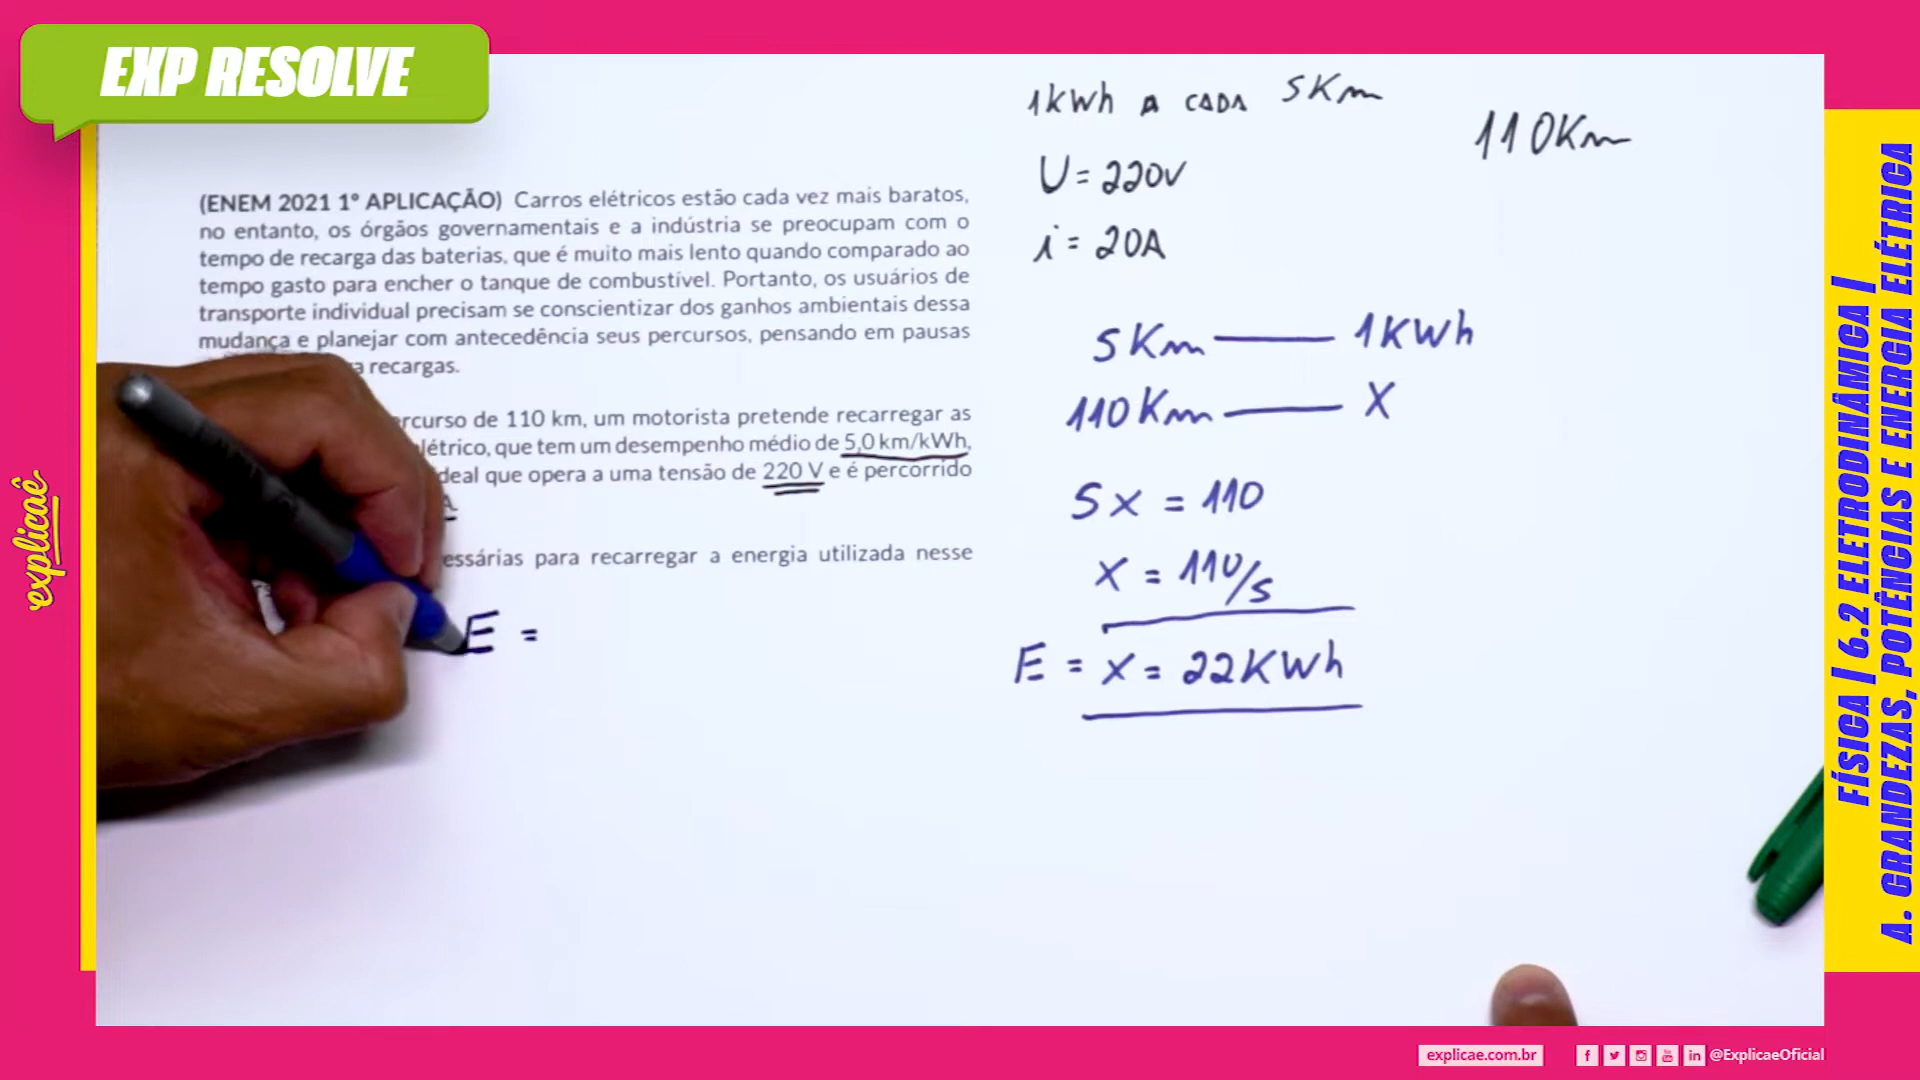 EXP RESOLVE
(ENEM 2021 1° APLICAÇÃO) Carros elétricos estão cada vez mais baratos,
no entanto, os órgãos governamentais e a indústria se preocupam com o
tempo de recarga das baterias, que é muito mais lento quando comparado ao
tempo gasto para encher o tanque de combustível. Portanto, os usuários de
transporte individual precisam se conscientizar dos ganhos ambientais dessa
mudança e planejar com antecedência seus percursos, pensando em pausas
recargas.
de 110 km, um motorista pretende recarregar as
que tem um desempenho médio de 5,0 km/kWh,
que opera a uma tensão de 220 V e é percorrido
para recarregar a energia utilizada nesse
E =
1kWh A CADA 5Km
110Km
U = 220V
i = 20A
5Km — 1KWh
110Km — X
5x = 110
X = 110/5
E = X = 22KWh
explicaê
FÍSICA | 6.2 ELETRODINÂMICA |
A. GRANDEZAS, POTÊNCIAS E ENERGIA ELÉTRICA
explicae.com.br
@ExplicaeOficial